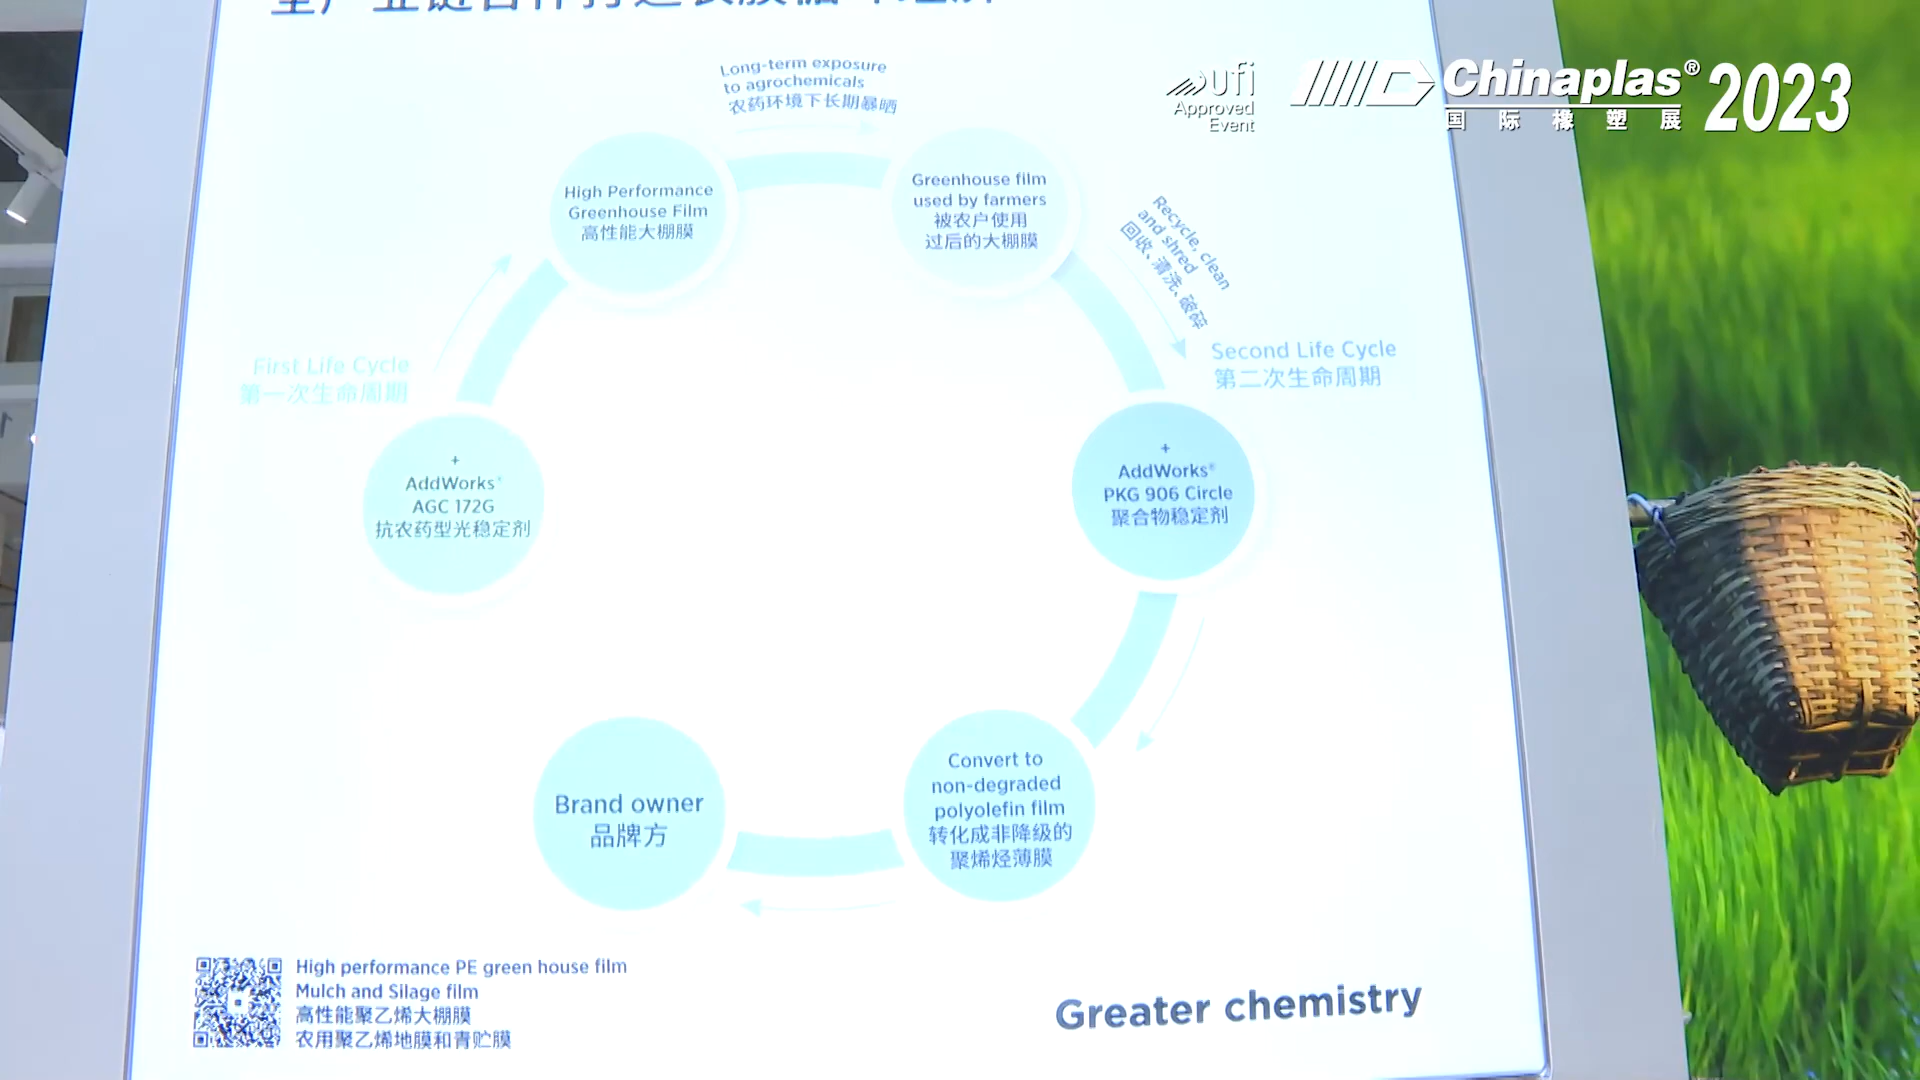 ufi
Approved
Event
Chinaplas® 2023
国际橡塑展
Long-term exposure
to agrochemicals
农药环境下长期暴晒
High Performance
Greenhouse Film
高性能大棚膜
Greenhouse film
used by farmers
被农户使用
过后的大棚膜
Recycle, clean
and shred
回收、清洗、破碎
First Life Cycle
第一次生命周期
Second Life Cycle
第二次生命周期
+
AddWorks®
AGC 172G
抗农药型光稳定剂
+
AddWorks®
PKG 906 Circle
聚合物稳定剂
Brand owner
品牌方
Convert to
non-degraded
polyolefin film
转化成非降级的
聚烯烃薄膜
High performance PE green house film
Mulch and Silage film
高性能聚乙烯大棚膜
农用聚乙烯地膜和青贮膜
Greater chemistry